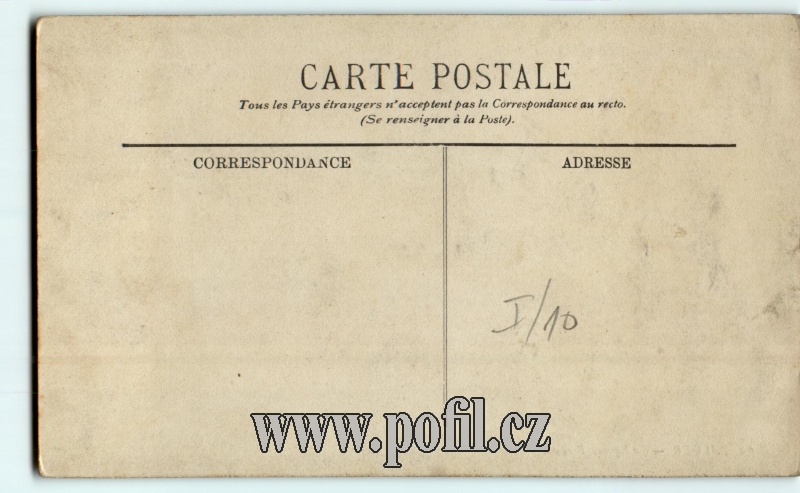 CARTE POSTALE
Tous les Pays étrangers n'acceptent pas la Correspondance au recto.
(Se renseigner à la Poste).
CORRESPONDANCE
ADRESSE
I/10
www.pofil.cz